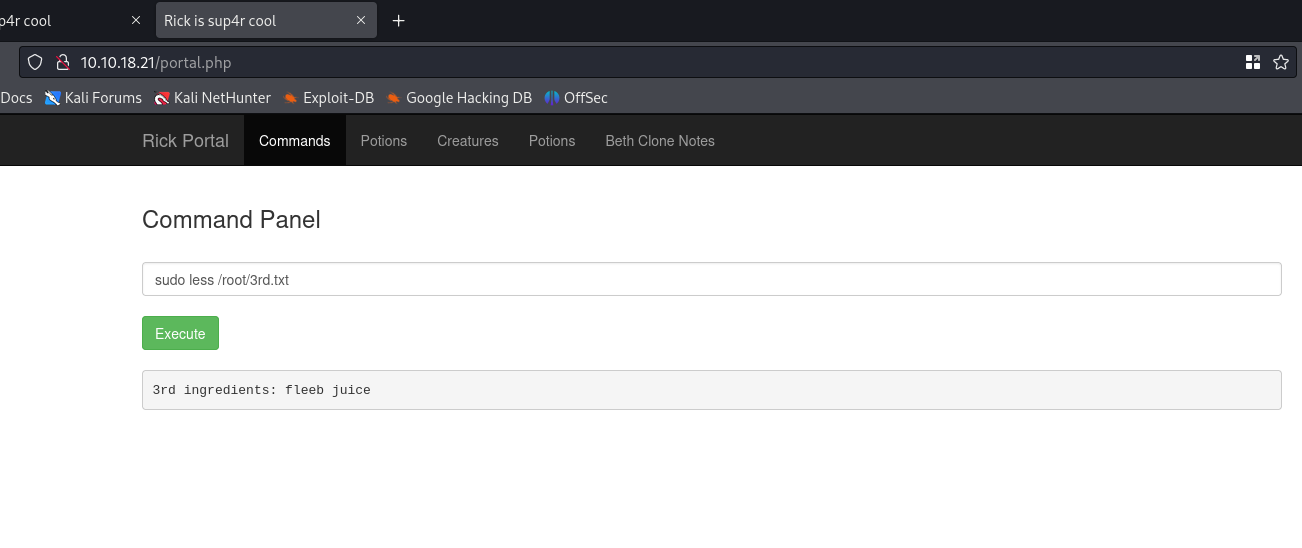 p4r cool Rick is sup4r cool
10.10.18.21/portal.php
Docs Kali Forums Kali NetHunter Exploit-DB Google Hacking DB OffSec
Rick Portal Commands Potions Creatures Potions Beth Clone Notes
Command Panel
sudo less /root/3rd.txt
Execute
3rd ingredients: fleeb juice